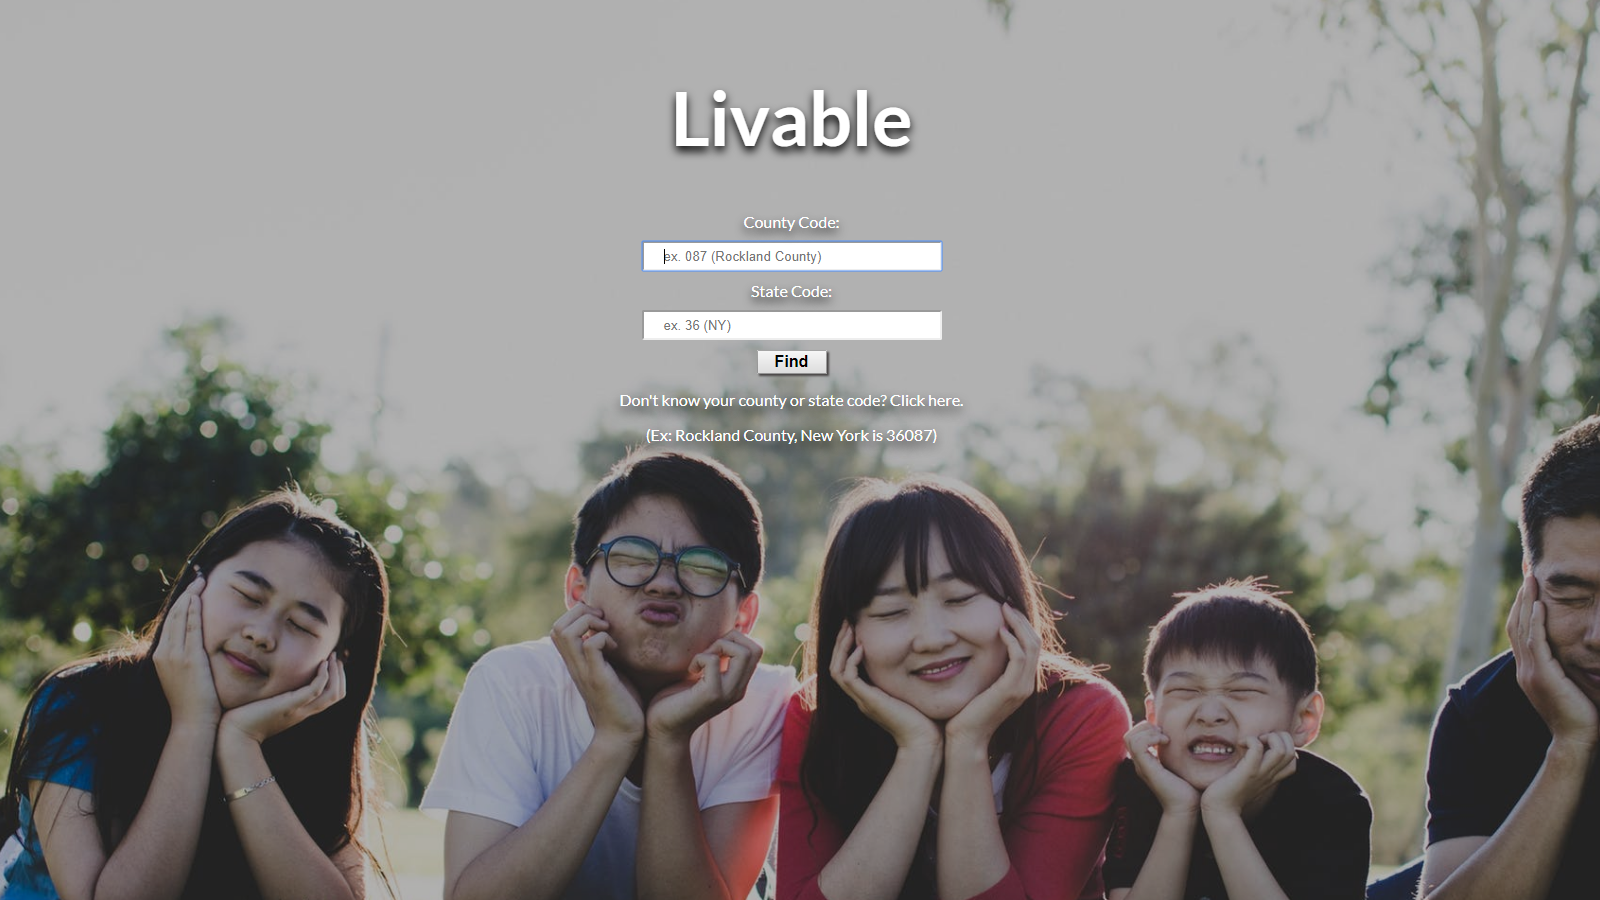 Livable
County Code:
ex. 087 (Rockland County)
State Code:
ex. 36 (NY)
Find
Don't know your county or state code? Click here.
(Ex: Rockland County, New York is 36087)